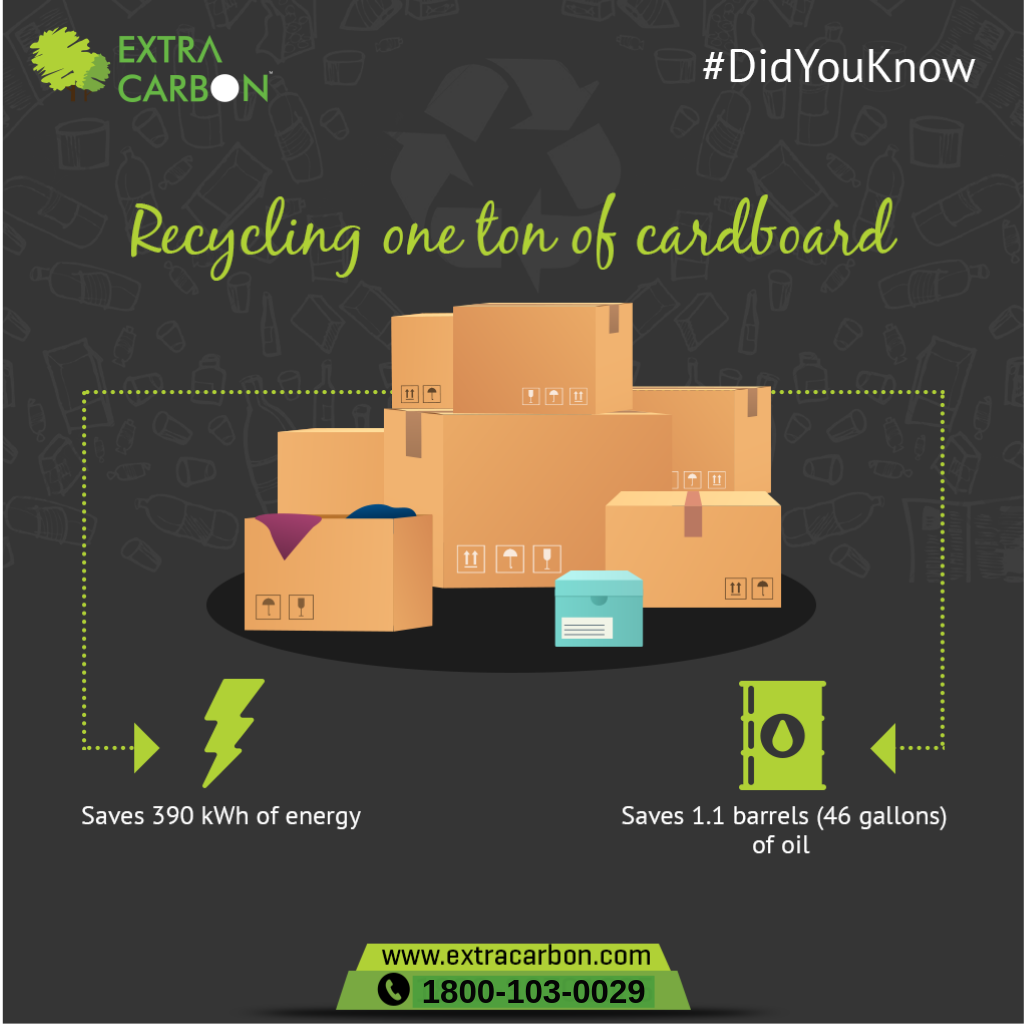 EXTRA
CARBON
#DidYouKnow
Recycling one ton of cardboard
Saves 390 kWh of energy
Saves 1.1 barrels (46 gallons)
of oil
www.extracarbon.com
1800-103-0029